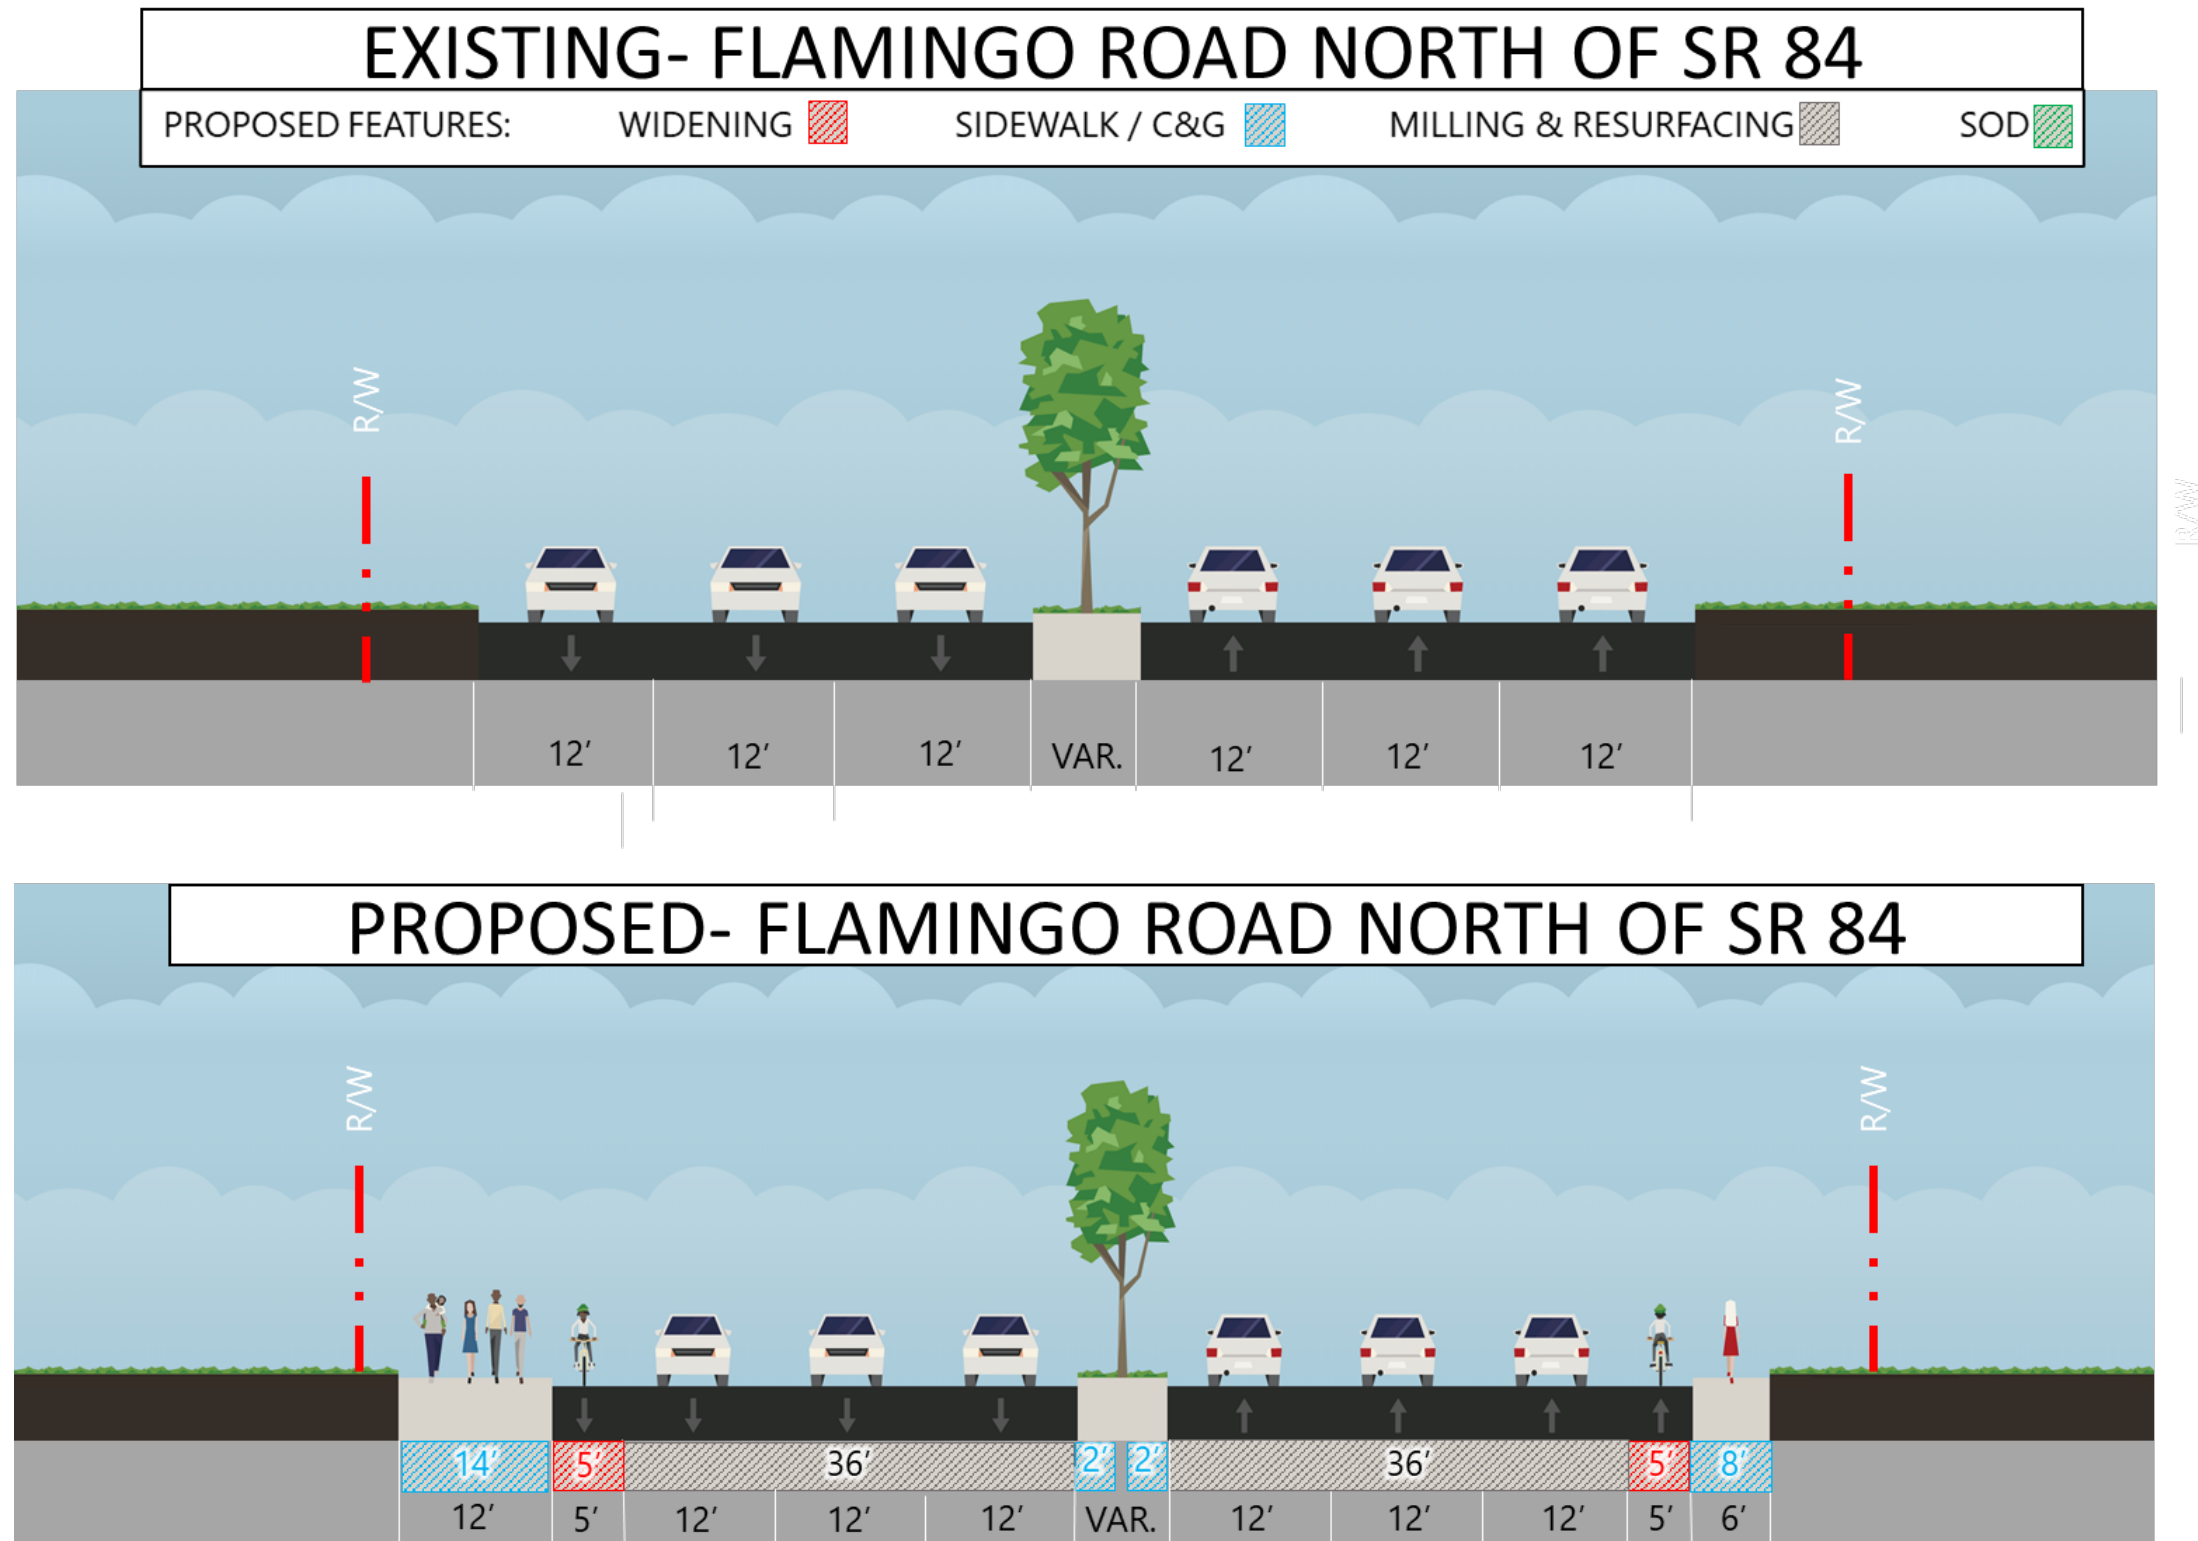 EXISTING- FLAMINGO ROAD NORTH OF SR 84
PROPOSED FEATURES: WIDENING SIDEWALK / C&G MILLING & RESURFACING SOD
R/W
R/W
R/W
12’ 12’ 12’ VAR. 12’ 12’ 12’
PROPOSED- FLAMINGO ROAD NORTH OF SR 84
R/W
R/W
14’ 5’ 36’ 2’ 2’ 36’ 5’ 8’
12’ 5’ 12’ 12’ 12’ VAR. 12’ 12’ 12’ 5’ 6’